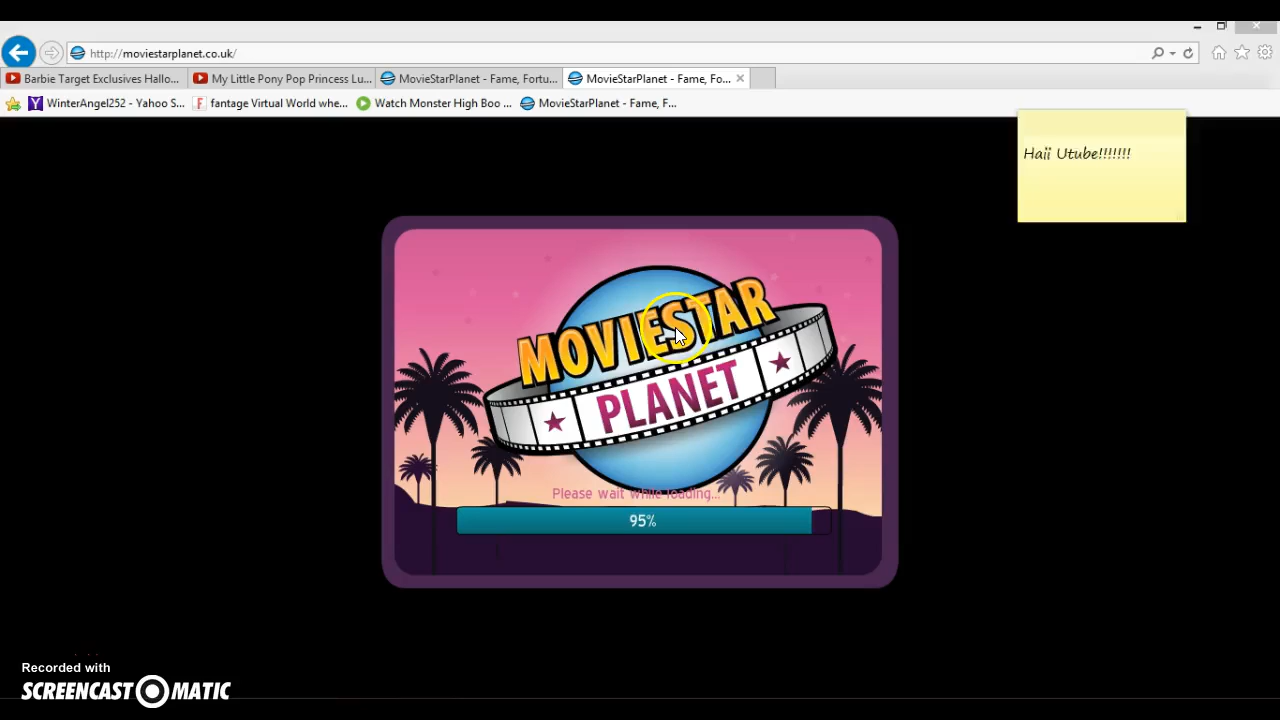 http://moviestarplanet.co.uk/
Barbie Target Exclusives Hallo...
My Little Pony Pop Princess Lu...
MovieStarPlanet - Fame, Fortu...
MovieStarPlanet - Fame, Fo...
WinterAngel252 - Yahoo S...
fantage Virtual World whe...
Watch Monster High Boo ...
MovieStarPlanet - Fame, F...
Haii Utube!!!!!!!
MOVIESTAR
PLANET
Please wait while loading...
95%
Recorded with
SCREENCAST MATIC